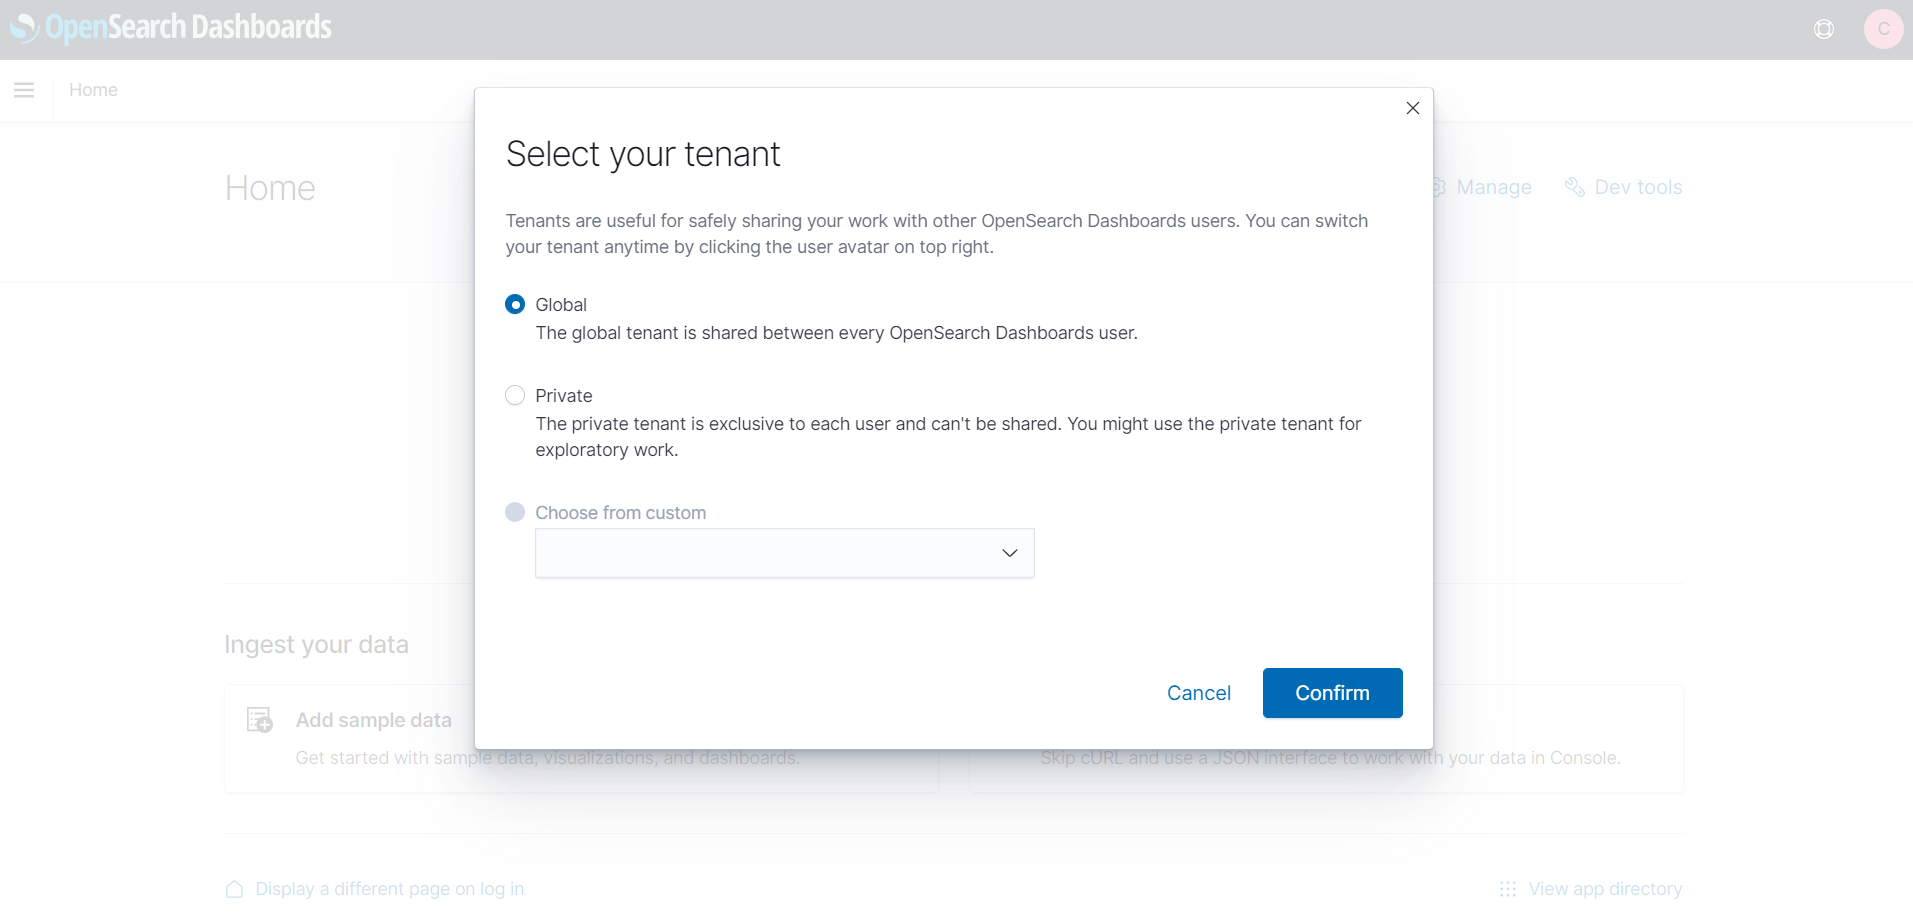 OpenSearch Dashboards
C
Home
Select your tenant
Home
Manage
Dev tools
Tenants are useful for safely sharing your work with other OpenSearch Dashboards users. You can switch
your tenant anytime by clicking the user avatar on top right.
Global
The global tenant is shared between every OpenSearch Dashboards user.
Private
The private tenant is exclusive to each user and can't be shared. You might use the private tenant for
exploratory work.
Choose from custom
Ingest your data
Cancel
Confirm
Add sample data
Get started with sample data, visualizations, and dashboards.
Skip cURL and use a JSON interface to work with your data in Console.
Display a different page on log in
View app directory